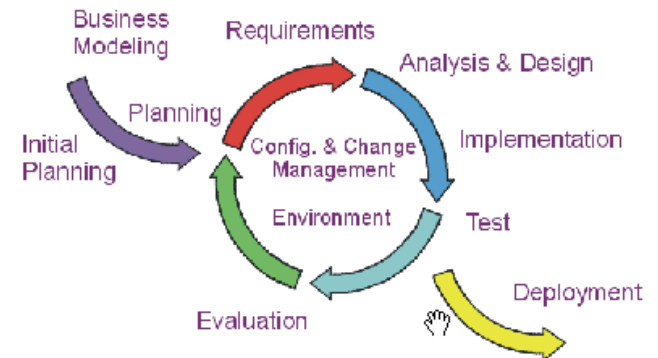 Business
Modeling
Requirements
Analysis & Design
Planning
Initial
Planning
Config. & Change
Management
Implementation
Environment
Test
Deployment
Evaluation